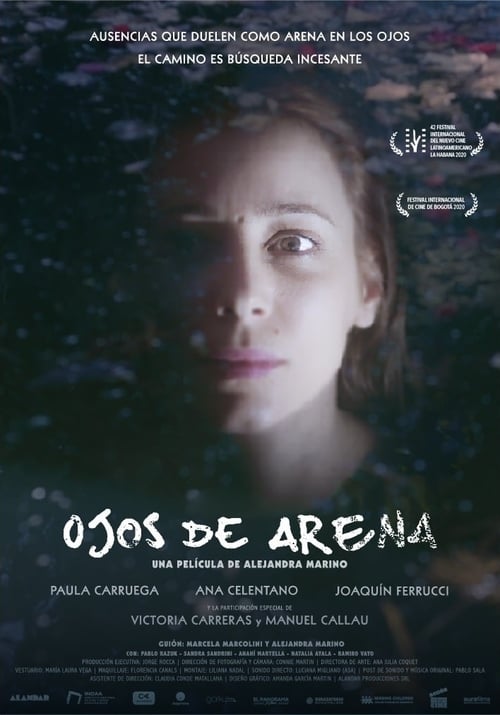 AUSENCIAS QUE DUELEN COMO ARENA EN LOS OJOS
EL CAMINO ES BÚSQUEDA INCESANTE
42 FESTIVAL
INTERNACIONAL
DEL NUEVO CINE
LATINOAMERICANO
LA HABANA 2020
FESTIVAL INTERNACIONAL
DE CINE DE BOGOTÁ 2020
OJOS DE ARENA
UNA PELÍCULA DE ALEJANDRA MARINO
PAULA CARRUEGA ANA CELENTANO JOAQUÍN FERRUCCI
Y LA PARTICIPACIÓN ESPECIAL DE
VICTORIA CARRERAS Y MANUEL CALLAU
GUIÓN: MARCELA MARCOLINI Y ALEJANDRA MARINO
CON: PABLO RAZUK - SANDRA SANDRINI - ANAHÍ MARTELLA - NATALIA AYALA - RAMIRO VAYO
PRODUCCIÓN EJECUTIVA: JORGE ROCCA | DIRECCIÓN DE FOTOGRAFÍA Y CÁMARA: CONNIE MARTIN | DIRECTORA DE ARTE: ANA JULIA COQUET
VESTUARIO: MARÍA LAURA VEGA | MAQUILLAJE: FLORENCIA CANALS | MONTAJE: LILIANA NADAL | SONIDO DIRECTO: LUCIANA MIGLIANO (ASA) | POST DE SONIDO Y MÚSICA ORIGINAL: PABLO SALA
ASISTENTE DE DIRECCIÓN: CLAUDIA CONDE MATALLANA | DISEÑO GRÁFICO: AMANDA GARCÍA MARTIN | ALANDAR PRODUCCIONES SRL
ALANDAR INCAA